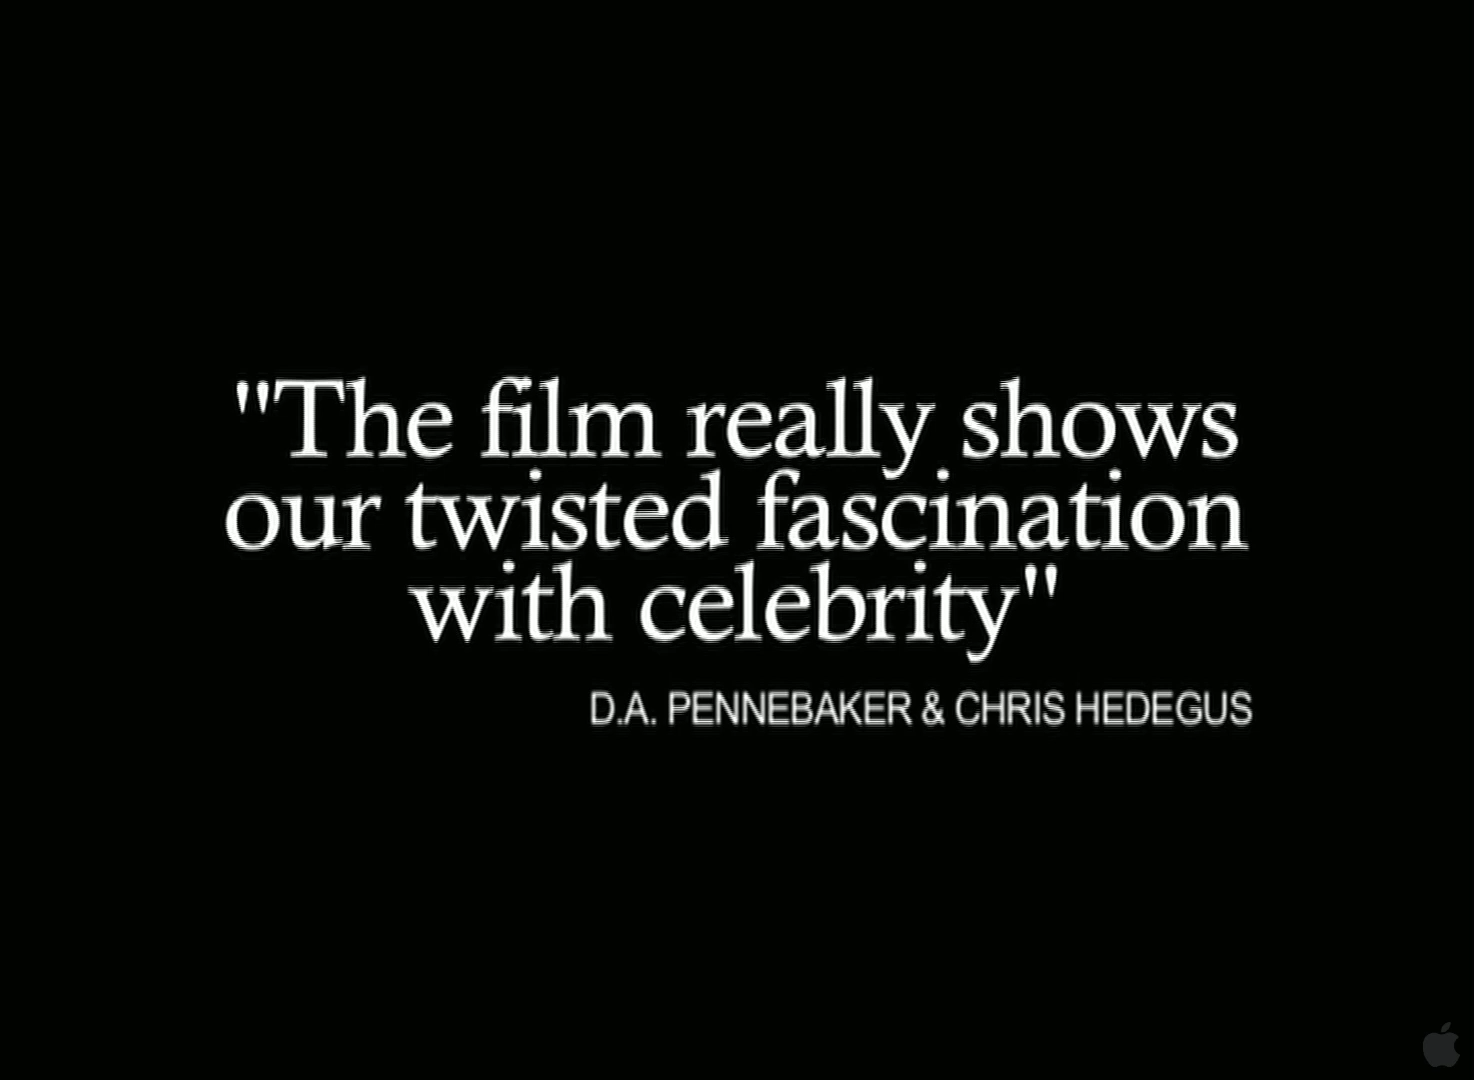 "The film really shows
our twisted fascination
with celebrity"
D.A. PENNEBAKER & CHRIS HEDEGUS